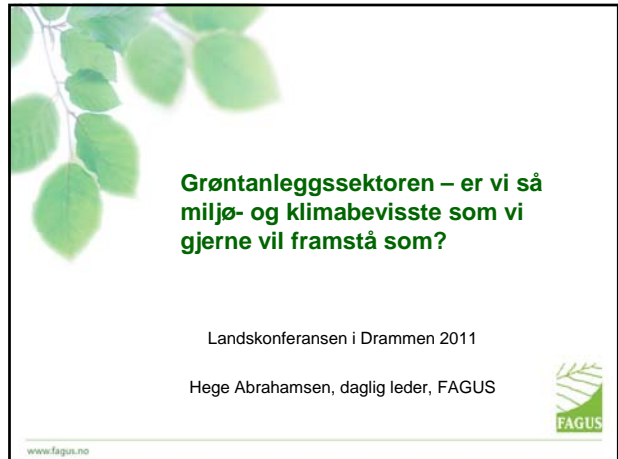 Grøntanleggssektoren – er vi så
miljø- og klimabevisste som vi
gjerne vil framstå som?
Landskonferansen i Drammen 2011
Hege Abrahamsen, daglig leder, FAGUS
FAGUS
www.fagus.no